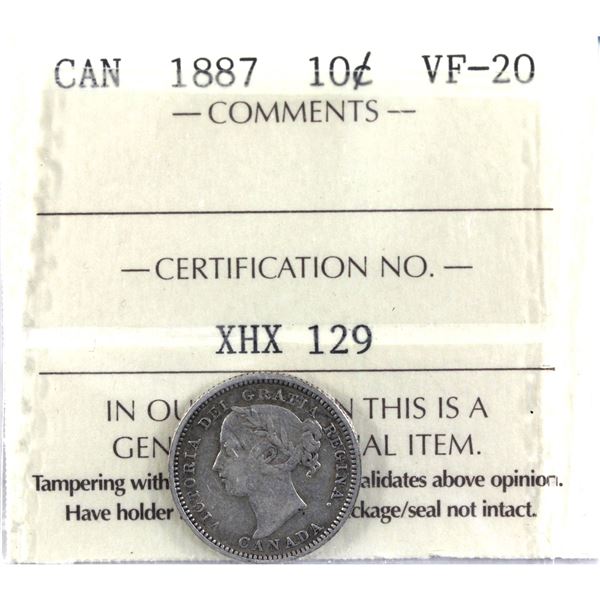 CAN 1887 10¢ VF-20
— COMMENTS —
— CERTIFICATION NO. —
XHX 129
IN OU N THIS IS A
GEN AL ITEM.
Tampering with alidates above opinion.
Have holder ckage/seal not intact.
VICTORIA DEI GRATIA REGINA.
CANADA